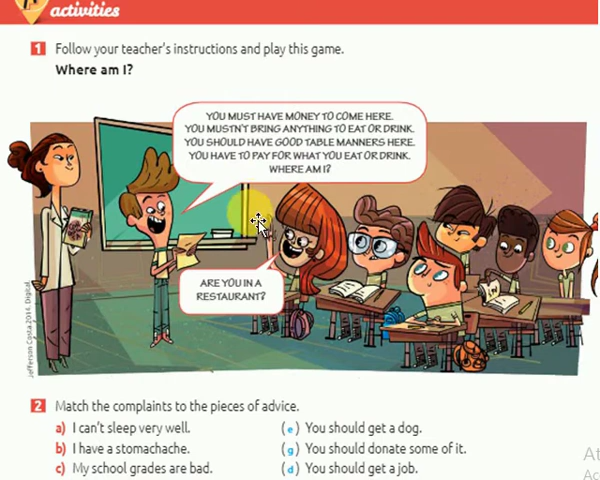 activities
1 Follow your teacher's instructions and play this game.
Where am I?
YOU MUST HAVE MONEY TO COME HERE.
YOU MUSTN'T BRING ANYTHING TO EAT OR DRINK.
YOU SHOULD HAVE GOOD TABLE MANNERS HERE.
YOU HAVE TO PAY FOR WHAT YOU EAT OR DRINK.
WHERE AM I?
ARE YOU IN A
RESTAURANT?
Jefferson Costa. 2014. Digital
2 Match the complaints to the pieces of advice.
a) I can't sleep very well. ( e ) You should get a dog.
b) I have a stomachache. ( g ) You should donate some of it.
c) My school grades are bad. ( d ) You should get a job.